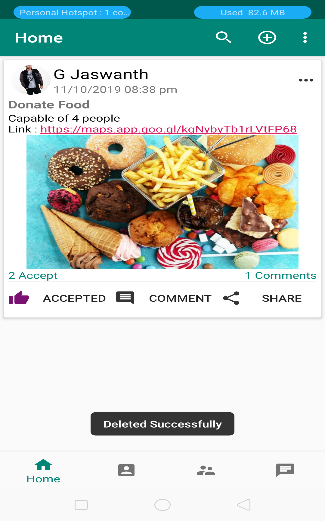 Personal Hotspot : 1 co..
Used 82.6 MB
Home
G Jaswanth
11/10/2019 08:38 pm
Donate Food
Capable of 4 people
Link : https://maps.app.goo.gl/kgNybyTb1rLVtFP68
2 Accept
1 Comments
ACCEPTED
COMMENT
SHARE
Deleted Successfully
Home